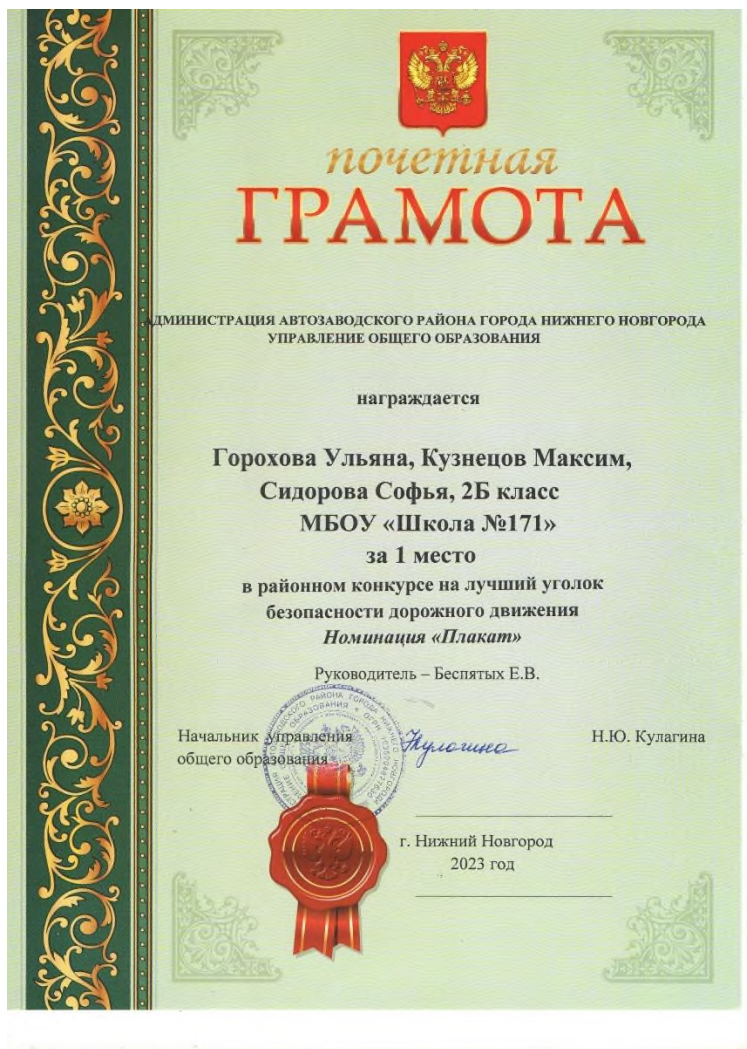 почетная
ГРАМОТА
АДМИНИСТРАЦИЯ АВТОЗАВОДСКОГО РАЙОНА ГОРОДА НИЖНЕГО НОВГОРОДА
УПРАВЛЕНИЕ ОБЩЕГО ОБРАЗОВАНИЯ
награждается
Горохова Ульяна, Кузнецов Максим,
Сидорова Софья, 2Б класс
МБОУ «Школа №171»
за 1 место
в районном конкурсе на лучший уголок
безопасности дорожного движения
Номинация «Плакат»
Руководитель – Беспятых Е.В.
Начальник управления
общего образования
Кулагина
Н.Ю. Кулагина
г. Нижний Новгород
2023 год